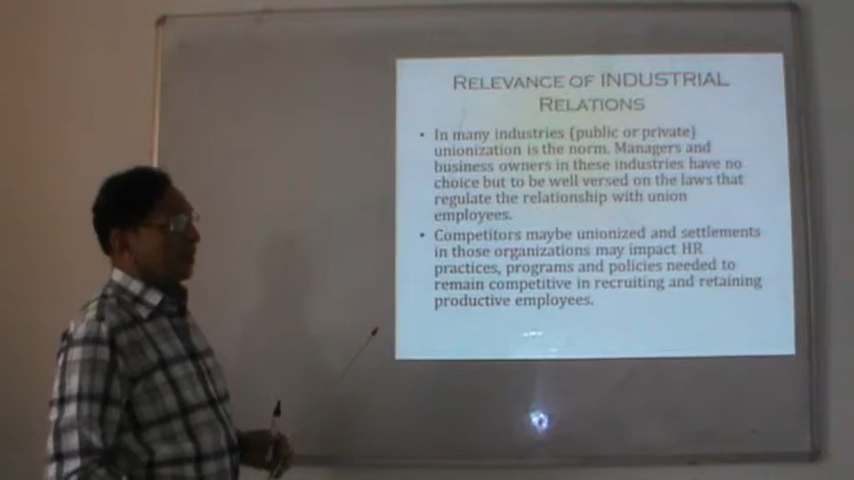 RELEVANCE OF INDUSTRIAL
RELATIONS
• In many industries (public or private)
unionization is the norm. Managers and
business owners in these industries have no
choice but to be well versed on the laws that
regulate the relationship with union
employees.
• Competitors maybe unionized and settlements
in those organizations may impact HR
practices, programs and policies needed to
remain competitive in recruiting and retaining
productive employees.